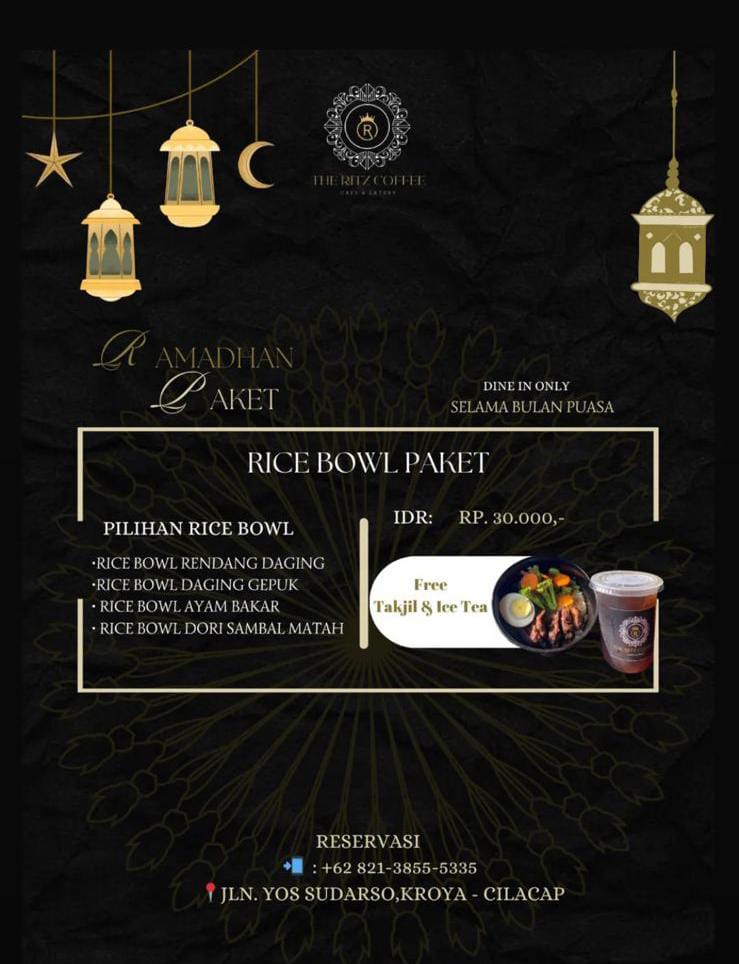 R
THE RITZ COFFEE
CAFE & EATERY
RAMADHAN
PAKET
DINE IN ONLY
SELAMA BULAN PUASA
RICE BOWL PAKET
PILIHAN RICE BOWL
•RICE BOWL RENDANG DAGING
•RICE BOWL DAGING GEPUK
• RICE BOWL AYAM BAKAR
• RICE BOWL DORI SAMBAL MATAH
IDR: RP. 30.000,-
Free
Takjil & Ice Tea
RESERVASI
📲 : +62 821-3855-5335
📍JLN. YOS SUDARSO,KROYA - CILACAP